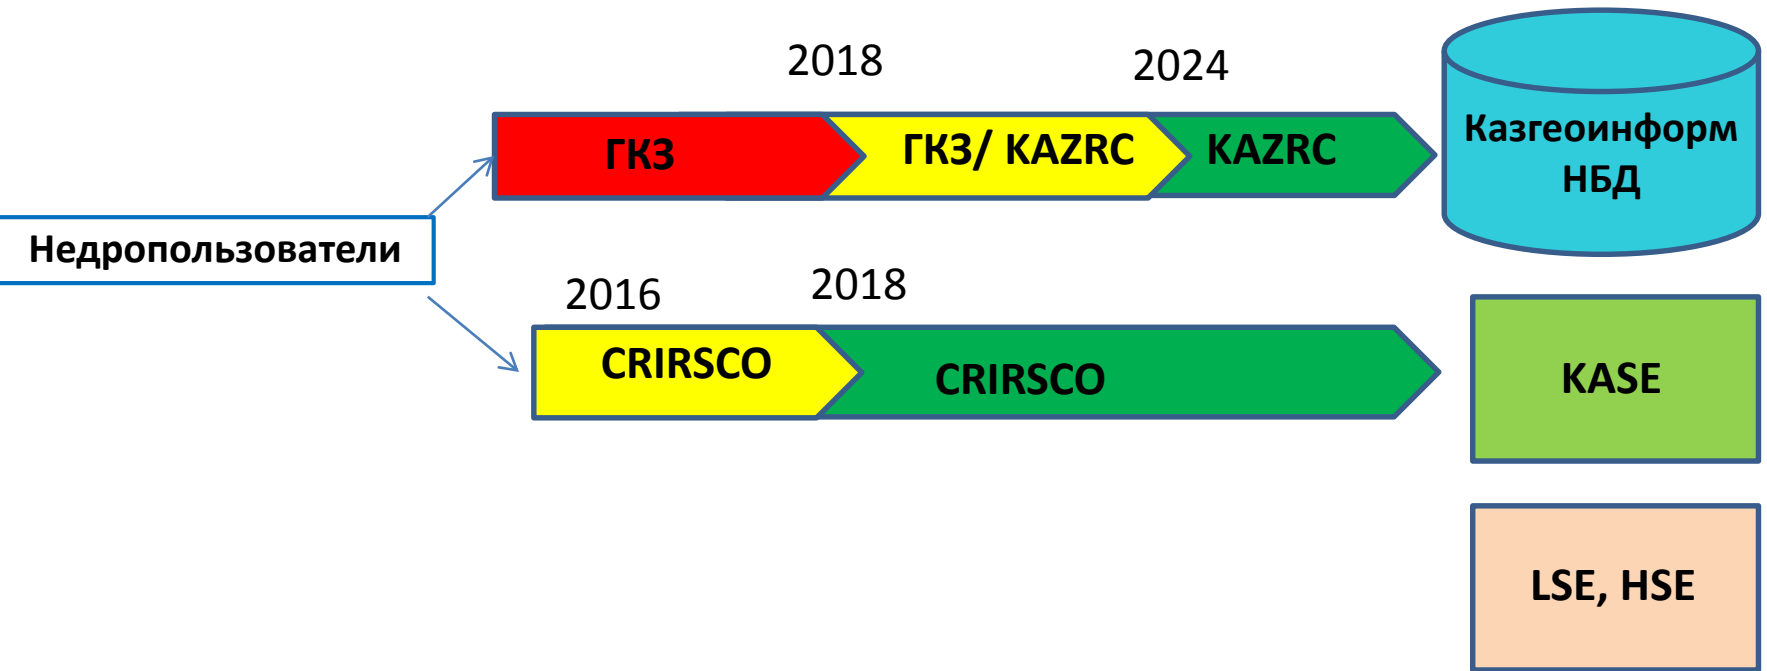 2018
2024
ГКЗ
ГКЗ/ KAZRC
KAZRC
Казгеоинформ
НБД
Недропользователи
2016
2018
CRIRSCO
CRIRSCO
KASE
LSE, HSE